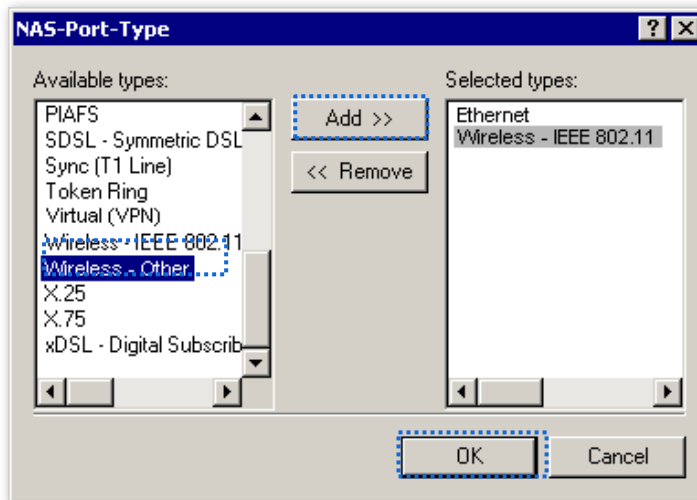 NAS-Port-Type
Available types:
PIAFS
SDSL - Symmetric DSL
Sync (T1 Line)
Token Ring
Virtual (VPN)
Wireless - IEEE 802.11
Wireless - Other
X.25
X.75
xDSL - Digital Subscrib
Add >>
<< Remove
Selected types:
Ethernet
Wireless - IEEE 802.11
OK
Cancel